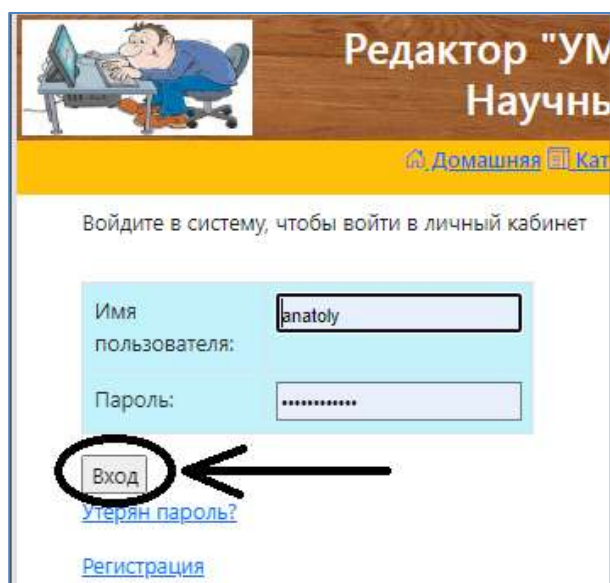 Редактор "УМ
Научны
Домашняя Кат
Войдите в систему, чтобы войти в личный кабинет
Имя
пользователя:
anatoly
Пароль:
••••••••••••
Вход
Утерян пароль?
Регистрация